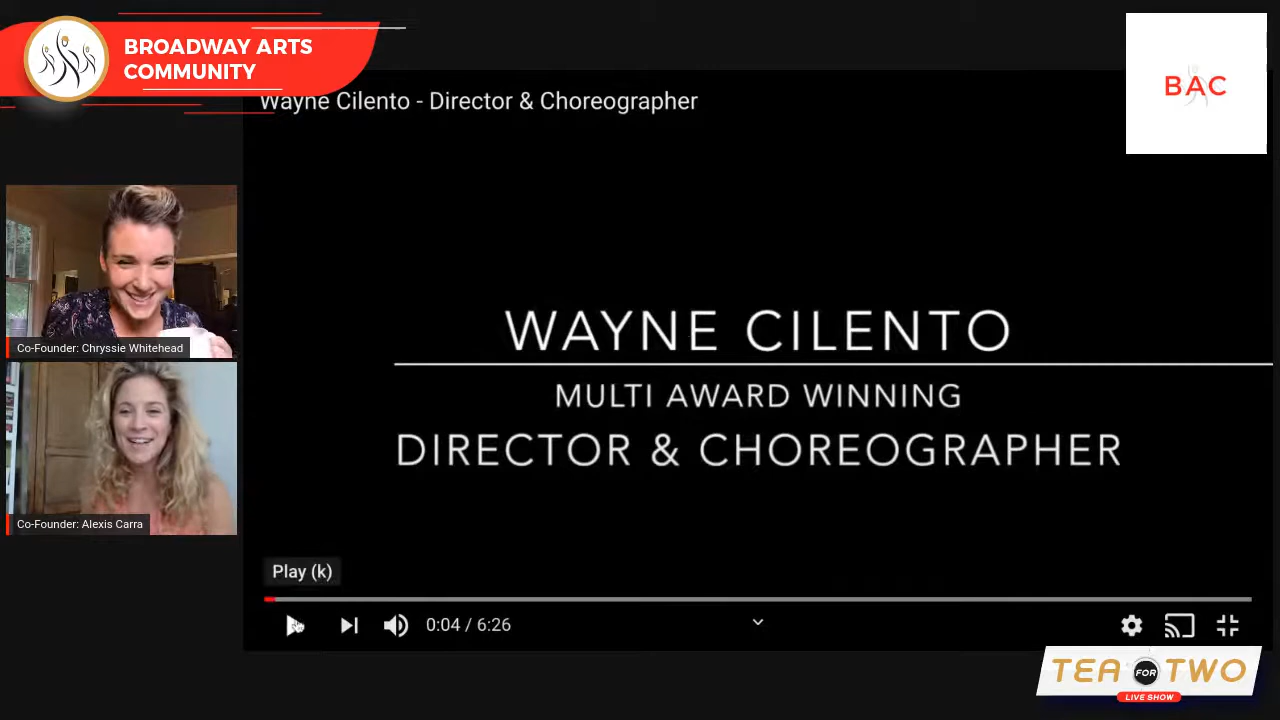 BROADWAY ARTS
COMMUNITY
BAC
Wayne Cilento - Director & Choreographer
Co-Founder: Chryssie Whitehead
Co-Founder: Alexis Carra
WAYNE CILENTO
MULTI AWARD WINNING
DIRECTOR & CHOREOGRAPHER
Play (k)
0:04 / 6:26
TEA FOR TWO
LIVE SHOW